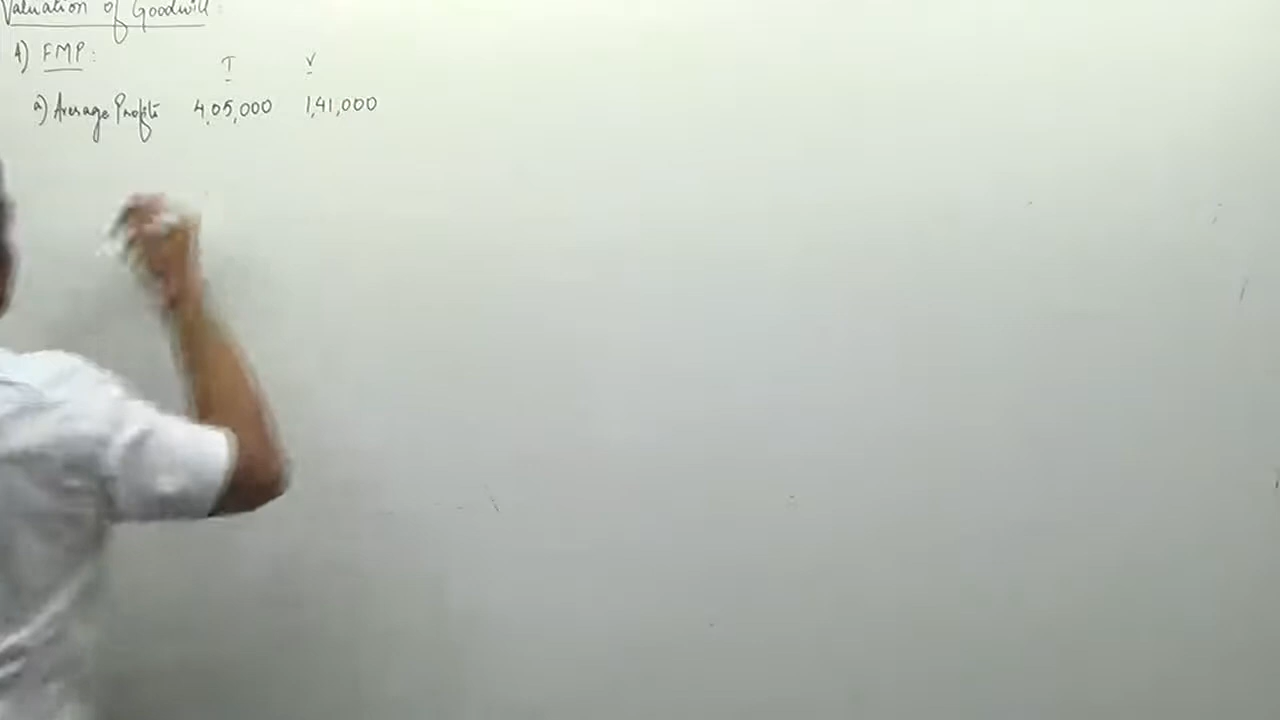 Valuation of Goodwill:
1) FMP:
T V
a) Average Profits 4,05,000 1,41,000